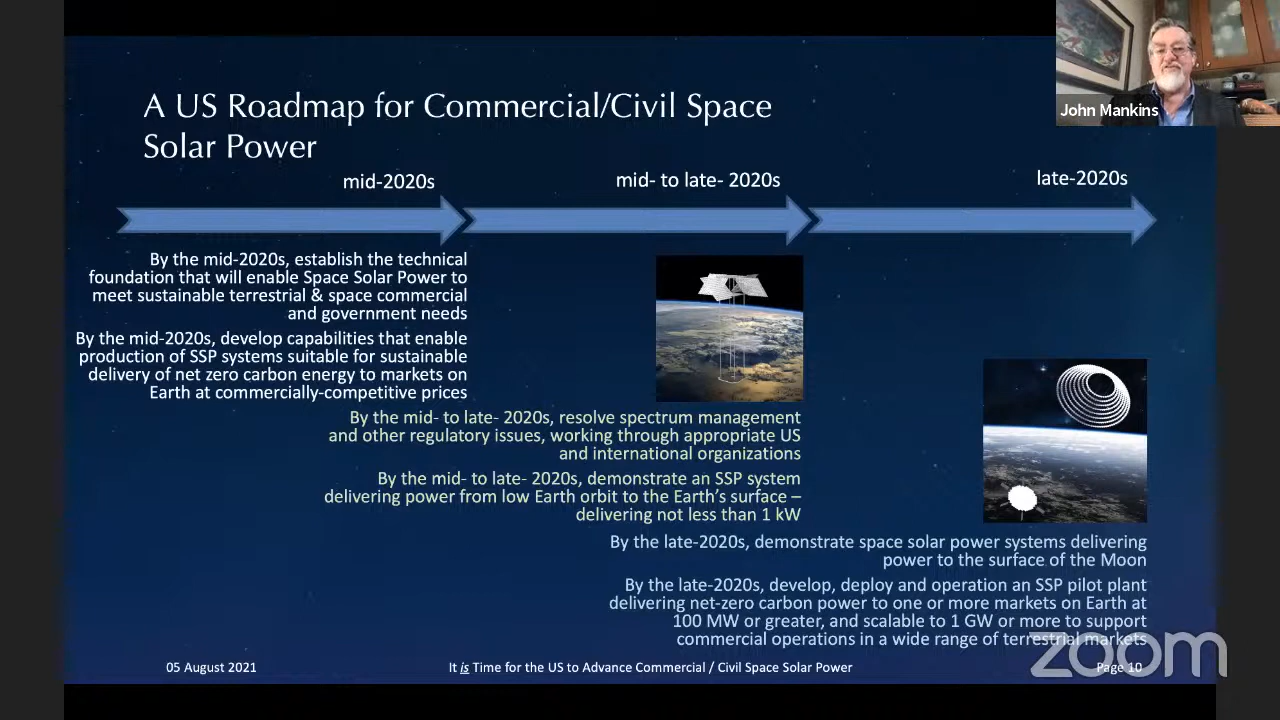 John Mankins
A US Roadmap for Commercial/Civil Space
Solar Power
mid-2020s
mid- to late- 2020s
late-2020s
By the mid-2020s, establish the technical
foundation that will enable Space Solar Power to
meet sustainable terrestrial & space commercial
and government needs
By the mid-2020s, develop capabilities that enable
production of SSP systems suitable for sustainable
delivery of net zero carbon energy to markets on
Earth at commercially-competitive prices
By the mid- to late- 2020s, resolve spectrum management
and other regulatory issues, working through appropriate US
and international organizations
By the mid- to late- 2020s, demonstrate an SSP system
delivering power from low Earth orbit to the Earth's surface –
delivering not less than 1 kW
By the late-2020s, demonstrate space solar power systems delivering
power to the surface of the Moon
By the late-2020s, develop, deploy and operation an SSP pilot plant
delivering net-zero carbon power to one or more markets on Earth at
100 MW or greater, and scalable to 1 GW or more to support
commercial operations in a wide range of terrestrial markets
05 August 2021
It is Time for the US to Advance Commercial / Civil Space Solar Power
Page 10
zoom